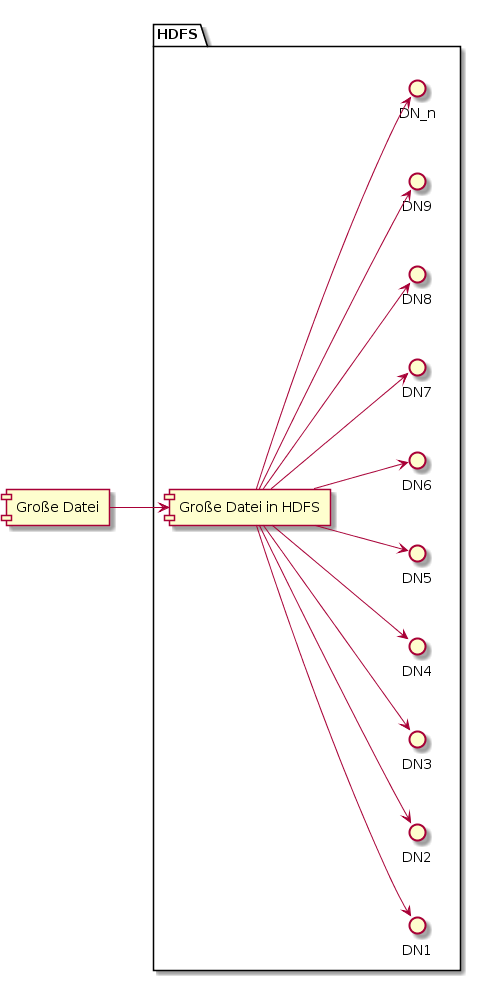 HDFS
DN_n
DN9
DN8
DN7
DN6
Große Datei
Große Datei in HDFS
DN5
DN4
DN3
DN2
DN1